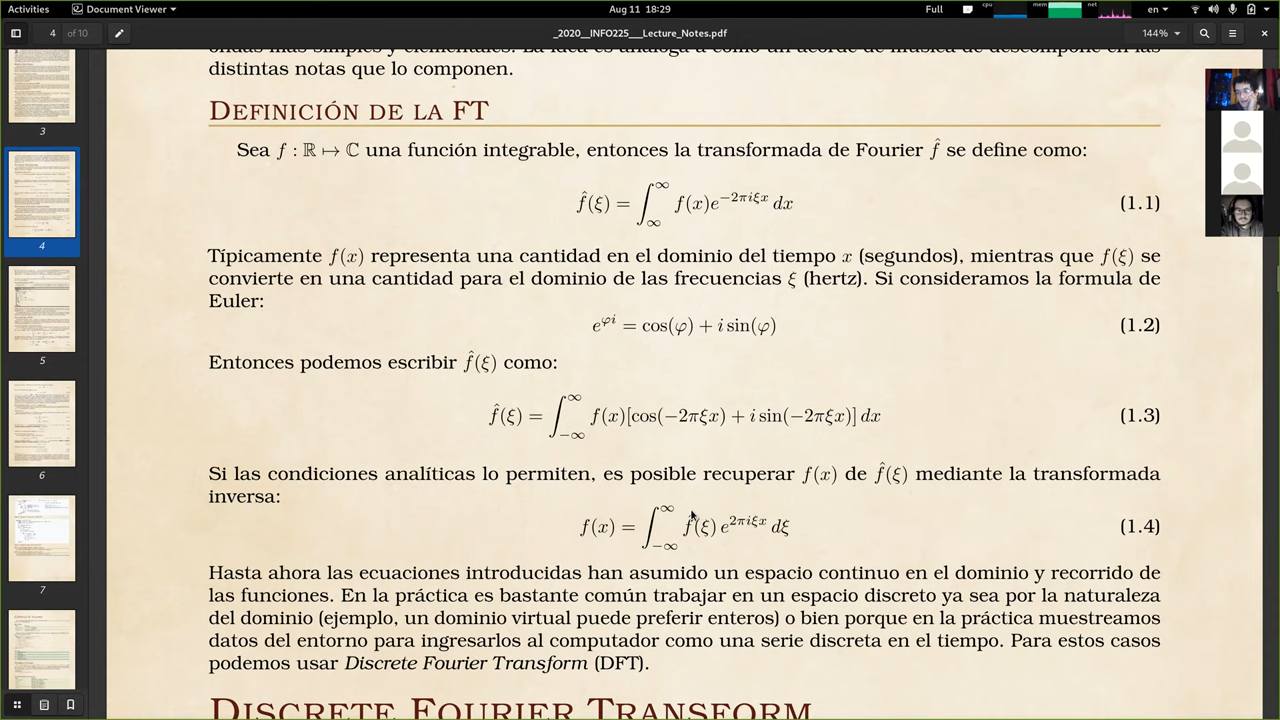 Activities Document Viewer Aug 11 18:29 Full cpu mem net en
4 of 10 _2020__INFO225__Lecture_Notes.pdf 144%
distintas notas que lo componen.
DEFINICIÓN DE LA FT
Sea f : ℝ ↦ ℂ una función integrable, entonces la transformada de Fourier f̂ se define como:
f̂(ξ) = ∫_∞^∞ f(x)e^{−2πiξx} dx (1.1)
Típicamente f(x) representa una cantidad en el dominio del tiempo x (segundos), mientras que f̂(ξ) se
convierte en una cantidad para el dominio de las frecuencias ξ (hertz). Si consideramos la formula de
Euler:
e^{φi} = cos(φ) + i sin(φ) (1.2)
Entonces podemos escribir f̂(ξ) como:
f̂(ξ) = ∫_{−∞}^∞ f(x)[cos(−2πξx) + i sin(−2πξx)] dx (1.3)
Si las condiciones analíticas lo permiten, es posible recuperar f(x) de f̂(ξ) mediante la transformada
inversa:
f(x) = ∫_{−∞}^∞ f̂(ξ) e^{2πiξx} dξ (1.4)
Hasta ahora las ecuaciones introducidas han asumido un espacio continuo en el dominio y recorrido de
las funciones. En la práctica es bastante común trabajar en un espacio discreto ya sea por la naturaleza
del dominio (ejemplo, un dominio virtual puede preferir enteros) o bien porque en la práctica muestreamos
datos del entorno para ingresarlos al computador como una serie discreta en el tiempo. Para estos casos
podemos usar Discrete Fourier Transform (DFT).
DISCRETE FOURIER TRANSFORM
3
4
5
6
7